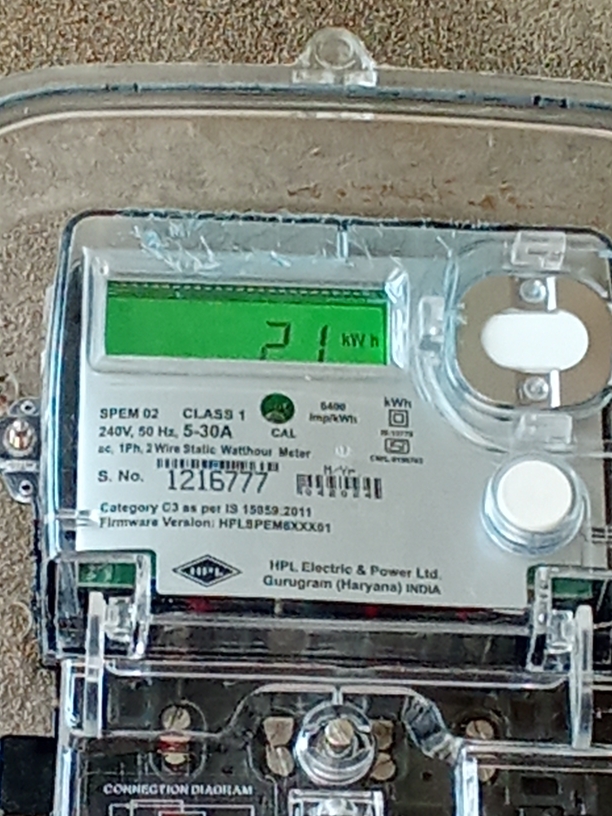 21 kWh
SPEM 02 CLASS 1 6400 kWh
240V, 50 Hz, 5-30A CAL imp/kWh
ac, 1Ph, 2 Wire Static Watthour Meter
M/Yr
S. No. 1216777
Category C3 as per IS 15959:2011
Firmware Version: HPLSPEM6XXX01
HPL HPL Electric & Power Ltd.
Gurugram (Haryana) INDIA
CONNECTION DIAGRAM